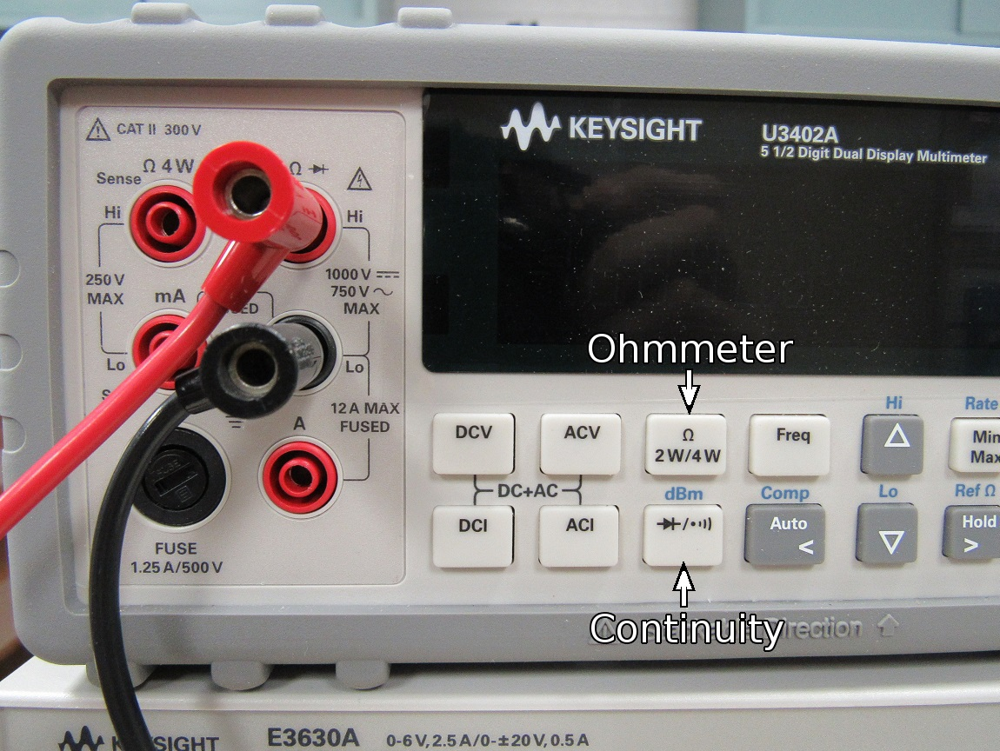 CAT II 300 V
KEYSIGHT
U3402A
5 1/2 Digit Dual Display Multimeter
Ω 4 W
Ω
Sense
Hi
Hi
250 V
MAX
1000 V
750 V
MAX
mA
Lo
Lo
12 A MAX
FUSED
A
FUSE
1.25 A/500 V
Ohmmeter
Hi
Rate
DCV
ACV
Ω
2 W/4 W
Freq
Min
Max
DC+AC
dBm
Comp
Lo
Ref Ω
DCI
ACI
Auto
<
Hold
>
Continuity
Direction
KEYSIGHT
E3630A
0-6 V, 2.5 A/0-±20 V, 0.5 A